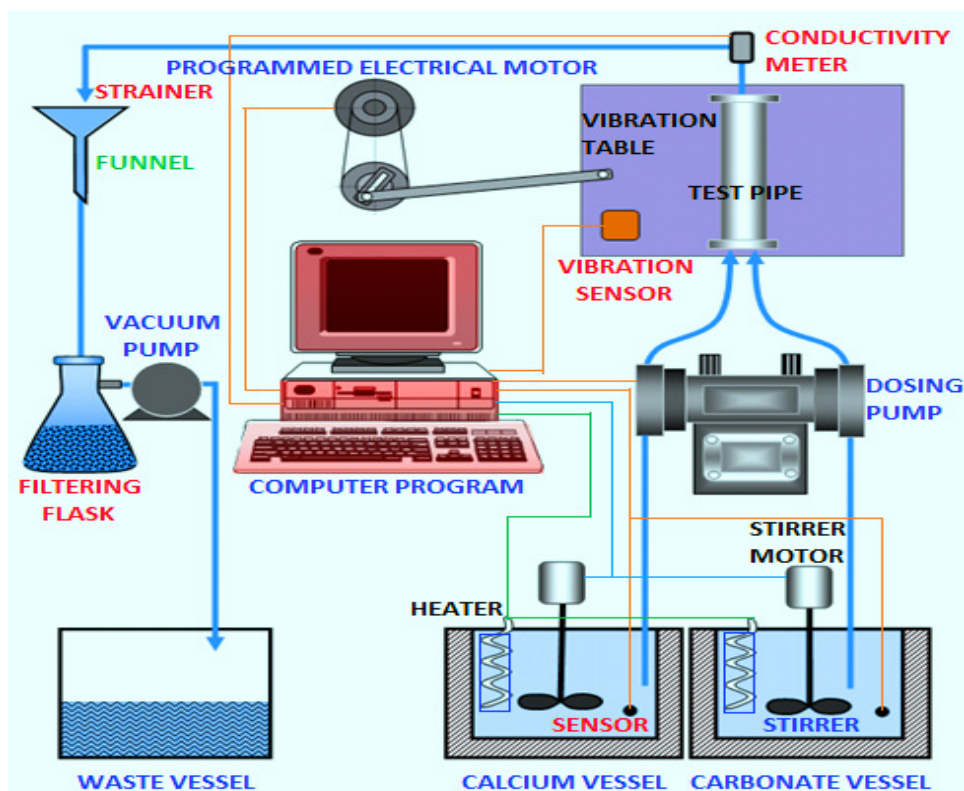 CONDUCTIVITY
METER
PROGRAMMED ELECTRICAL MOTOR
STRAINER
FUNNEL
VIBRATION
TABLE
TEST PIPE
VIBRATION
SENSOR
VACUUM
PUMP
DOSING
PUMP
FILTERING
FLASK
COMPUTER PROGRAM
STIRRER
MOTOR
HEATER
SENSOR
STIRRER
WASTE VESSEL
CALCIUM VESSEL
CARBONATE VESSEL